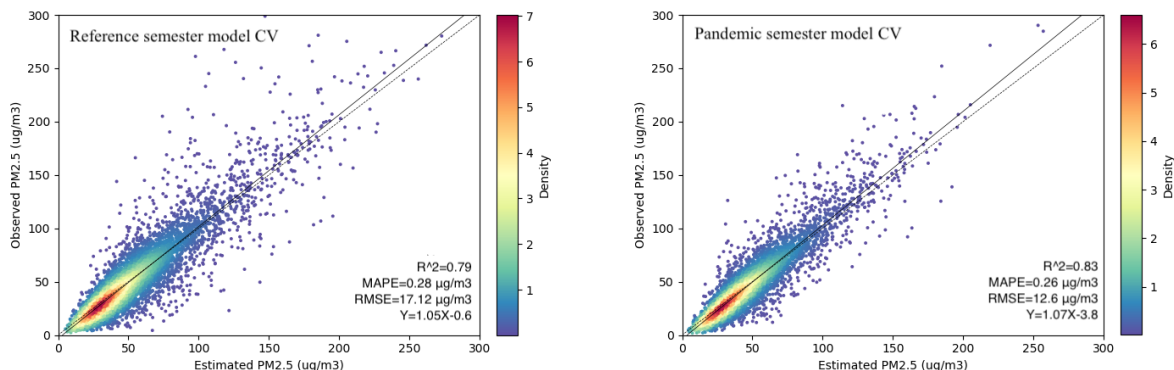 Reference semester model CV
Observed PM2.5 (ug/m3)
300
250
200
150
100
50
0
0 50 100 150 200 250 300
Estimated PM2.5 (ug/m3)
R^2=0.79
MAPE=0.28 µg/m3
RMSE=17.12 µg/m3
Y=1.05X-0.6
7
6
5
4
3
2
1
Density
Pandemic semester model CV
Observed PM2.5 (ug/m3)
300
250
200
150
100
50
0
0 50 100 150 200 250 300
Estimated PM2.5 (ug/m3)
R^2=0.83
MAPE=0.26 µg/m3
RMSE=12.6 µg/m3
Y=1.07X-3.8
6
5
4
3
2
1
Density